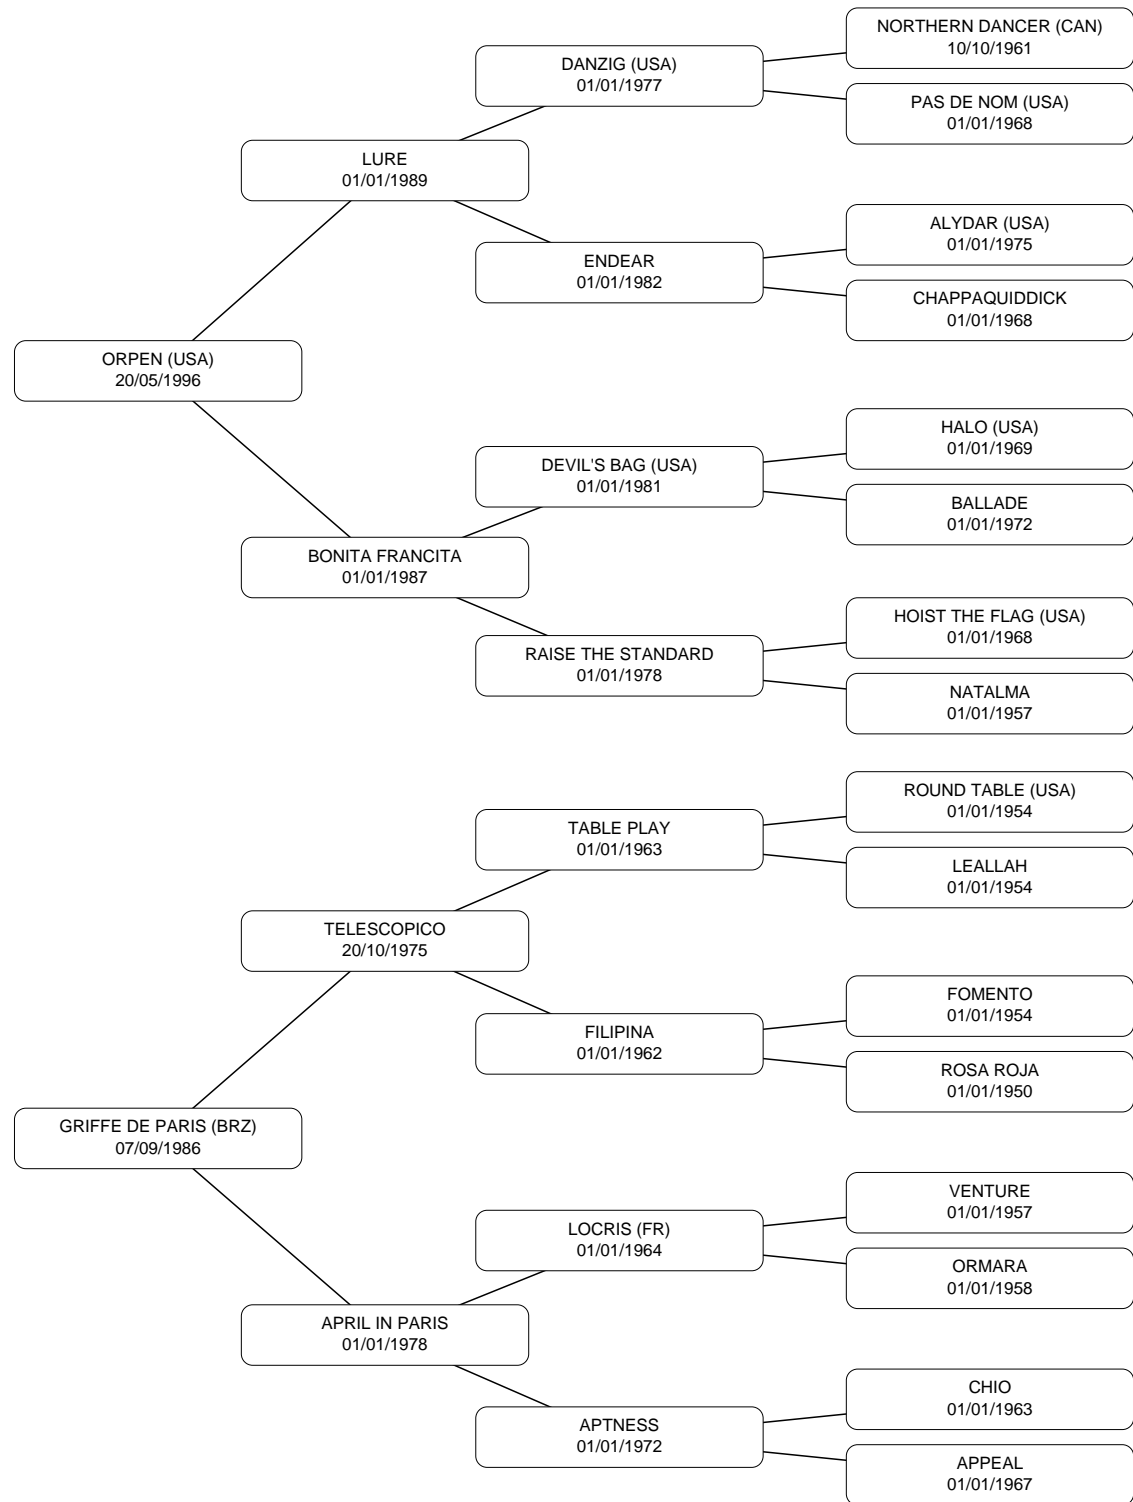 NORTHERN DANCER (CAN)
10/10/1961
DANZIG (USA)
01/01/1977
PAS DE NOM (USA)
01/01/1968
LURE
01/01/1989
ALYDAR (USA)
01/01/1975
ENDEAR
01/01/1982
CHAPPAQUIDDICK
01/01/1968
ORPEN (USA)
20/05/1996
HALO (USA)
01/01/1969
DEVIL'S BAG (USA)
01/01/1981
BALLADE
01/01/1972
BONITA FRANCITA
01/01/1987
HOIST THE FLAG (USA)
01/01/1968
RAISE THE STANDARD
01/01/1978
NATALMA
01/01/1957
ROUND TABLE (USA)
01/01/1954
TABLE PLAY
01/01/1963
LEALLAH
01/01/1954
TELESCOPICO
20/10/1975
FOMENTO
01/01/1954
FILIPINA
01/01/1962
ROSA ROJA
01/01/1950
GRIFFE DE PARIS (BRZ)
07/09/1986
VENTURE
01/01/1957
LOCRIS (FR)
01/01/1964
ORMARA
01/01/1958
APRIL IN PARIS
01/01/1978
CHIO
01/01/1963
APTNESS
01/01/1972
APPEAL
01/01/1967